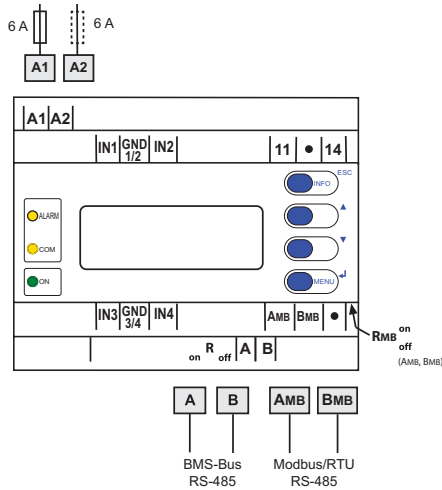 6 A 6 A
A1 A2
A1 A2
IN1 GND 1/2 IN2 11 • 14
ESC
INFO
ALARM
▲
COM
▼
ON
MENU ↵
IN3 GND 3/4 IN4 AMB BMB •
on R off A B
RMB on off
(AMB, BMB)
A B AMB BMB
BMS-Bus Modbus/RTU
RS-485 RS-485